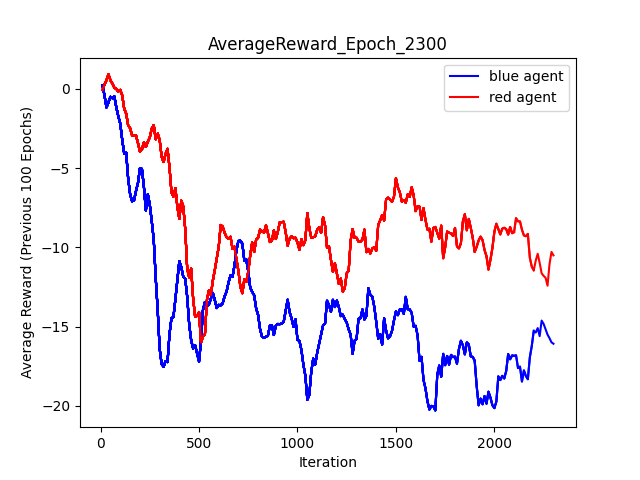 AverageReward_Epoch_2300
blue agent
red agent
Average Reward (Previous 100 Epochs)
0
−5
−10
−15
−20
0 500 1000 1500 2000
Iteration